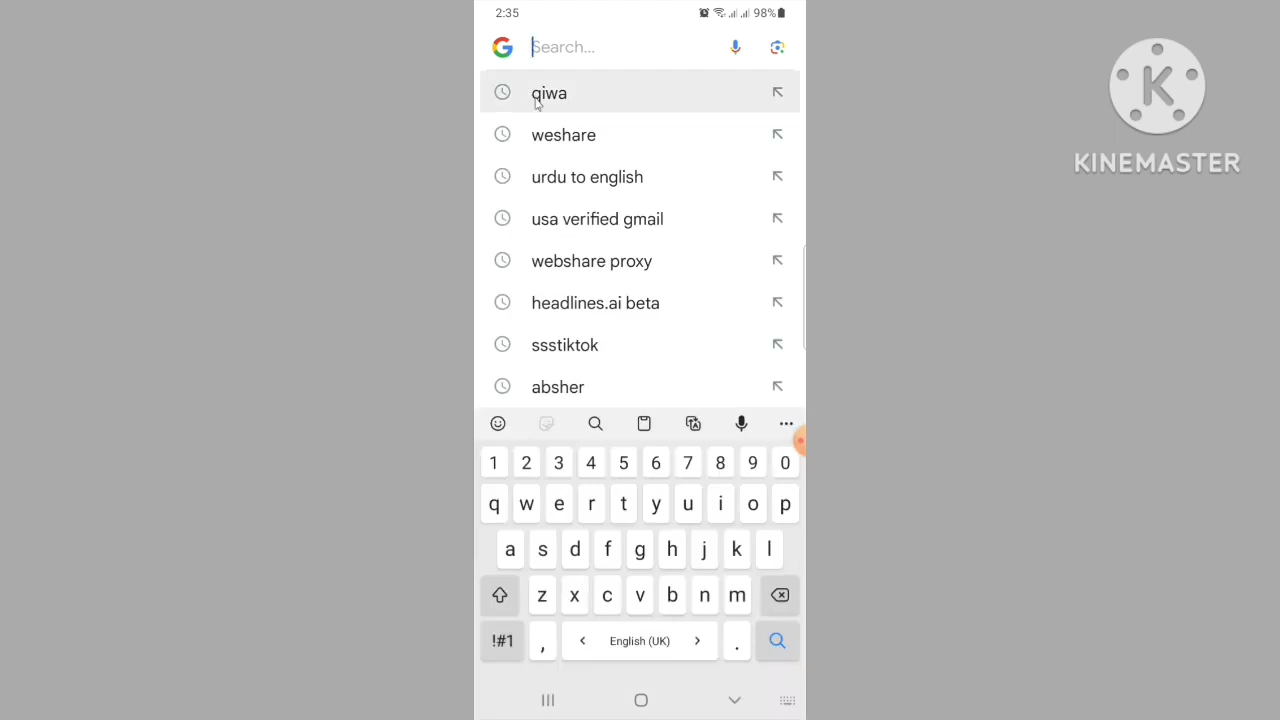 2:35 98%
Search...
qiwa
weshare
urdu to english
usa verified gmail
webshare proxy
headlines.ai beta
ssstiktok
absher
1 2 3 4 5 6 7 8 9 0
q w e r t y u i o p
a s d f g h j k l
z x c v b n m
!#1 , < English (UK) > .
K
KINEMASTER